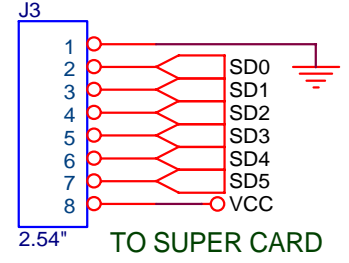 J3
1
2 SD0
3 SD1
4 SD2
5 SD3
6 SD4
7 SD5
8 VCC
2.54"
TO SUPER CARD